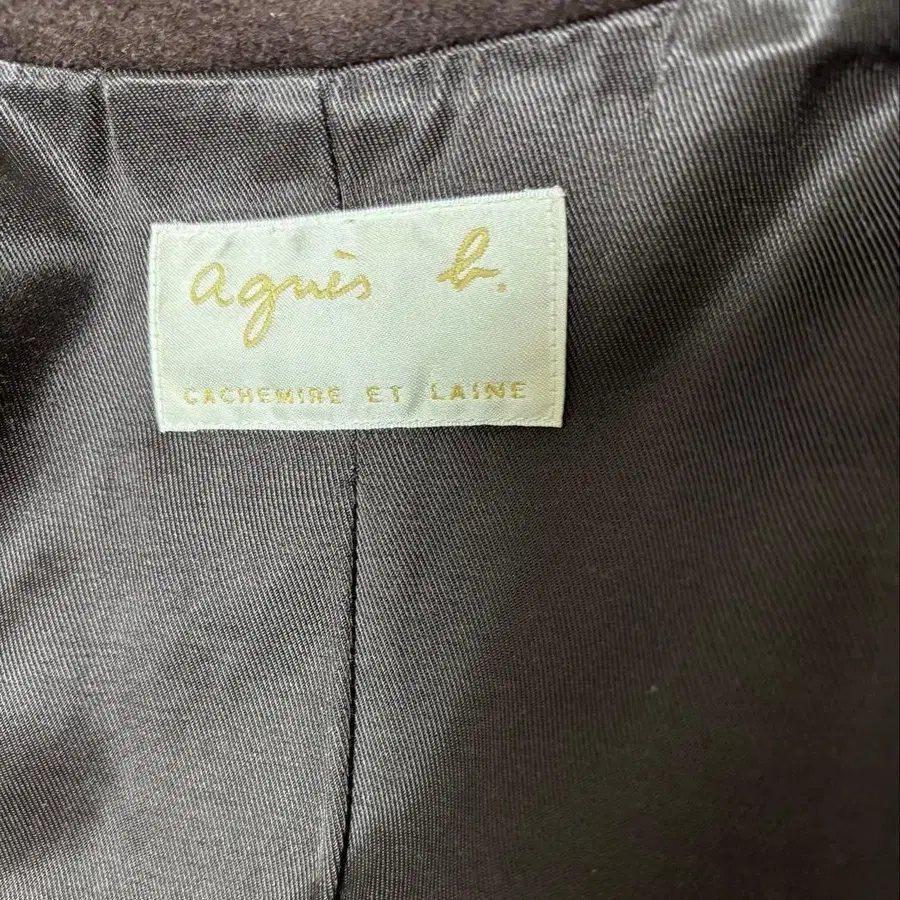 agnès b.
CACHEMIRE ET LAINE